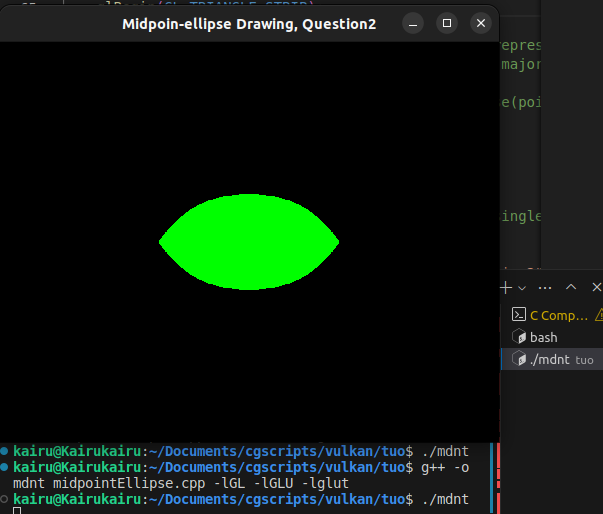 glBegin(GL_TRIANGLE_STRIP)
Midpoin-ellipse Drawing, Question2
repres
major
e(poi
ingle
C Comp...
bash
./mdnt tuo
kairu@Kairukairu:~/Documents/cgscripts/vulkan/tuo$ ./mdnt
kairu@Kairukairu:~/Documents/cgscripts/vulkan/tuo$ g++ -o
mdnt midpointEllipse.cpp -lGL -lGLU -lglut
kairu@Kairukairu:~/Documents/cgscripts/vulkan/tuo$ ./mdnt